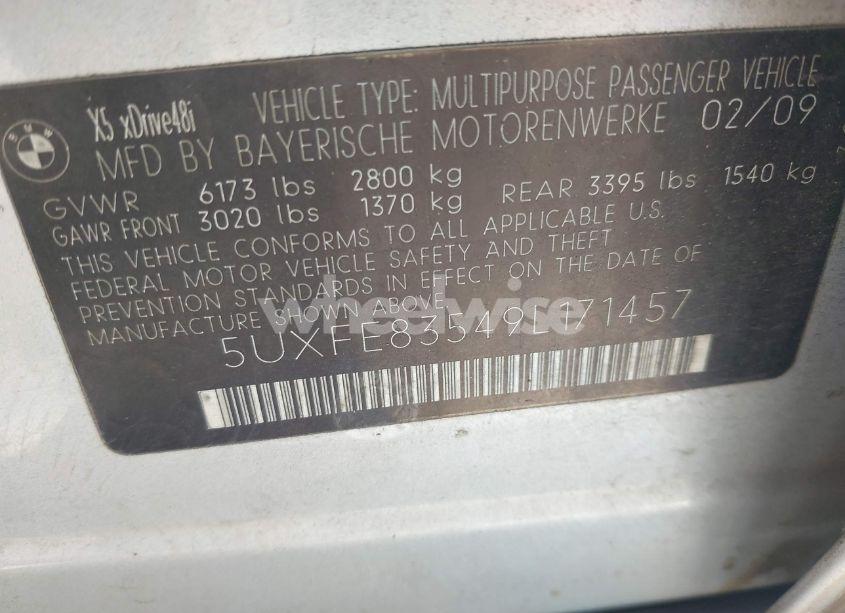 BMW
X5 xDrive48i
VEHICLE TYPE: MULTIPURPOSE PASSENGER VEHICLE
MFD BY BAYERISCHE MOTORENWERKE 02/09
GVWR 6173 lbs 2800 kg
GAWR FRONT 3020 lbs 1370 kg REAR 3395 lbs 1540 kg
THIS VEHICLE CONFORMS TO ALL APPLICABLE U.S.
FEDERAL MOTOR VEHICLE SAFETY AND THEFT
PREVENTION STANDARDS IN EFFECT ON THE DATE OF
MANUFACTURE SHOWN ABOVE.
wheelwise